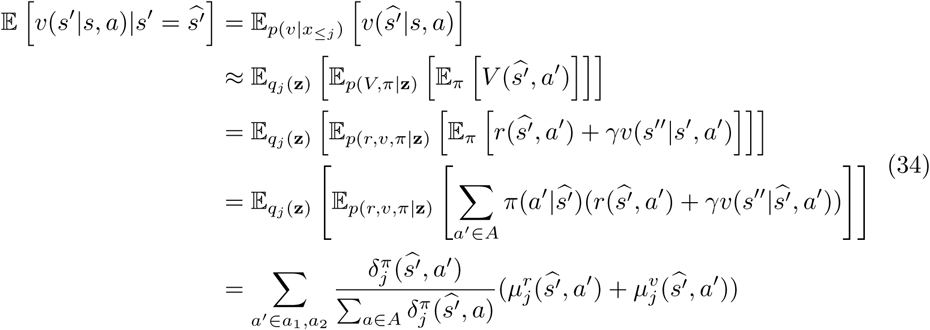 𝔼 [v(s′|s, a)|s′ = ŝ′] = 𝔼_{p(v|x_{≤j})} [v(ŝ′|s, a)]
≈ 𝔼_{q_j(𝐳)} [𝔼_{p(V,π|𝐳)} [𝔼_π [V(ŝ′, a′)]]]
= 𝔼_{q_j(𝐳)} [𝔼_{p(r,v,π|𝐳)} [𝔼_π [r(ŝ′, a′) + γv(s″|s′, a′)]]]
= 𝔼_{q_j(𝐳)} [𝔼_{p(r,v,π|𝐳)} [∑_{a′∈A} π(a′|ŝ′)(r(ŝ′, a′) + γv(s″|ŝ′, a′))]] (34)
= ∑_{a′∈a_1,a_2} \frac{δ_j^π(ŝ′, a′)}{∑_{a∈A} δ_j^π(ŝ′, a)} (μ_j^r(ŝ′, a′) + μ_j^v(ŝ′, a′))